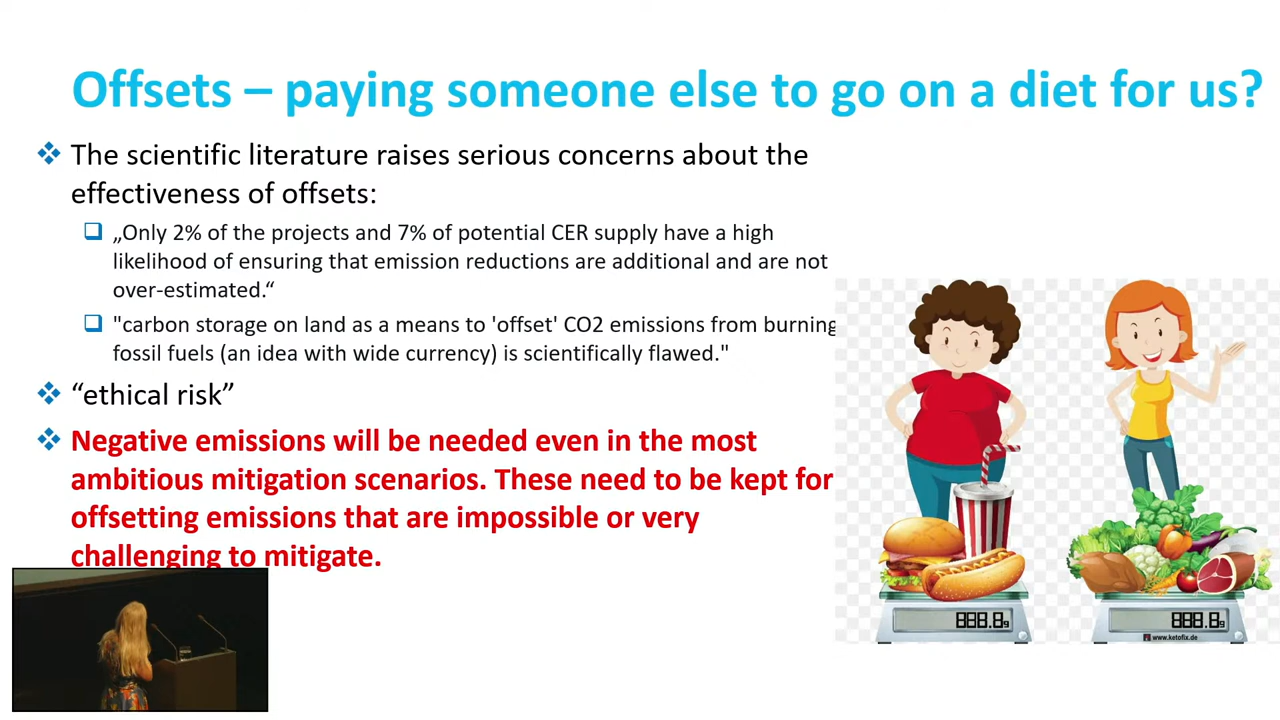 Offsets – paying someone else to go on a diet for us?
The scientific literature raises serious concerns about the
effectiveness of offsets:
„Only 2% of the projects and 7% of potential CER supply have a high
likelihood of ensuring that emission reductions are additional and are not
over-estimated.“
"carbon storage on land as a means to 'offset' CO2 emissions from burning
fossil fuels (an idea with wide currency) is scientifically flawed."
“ethical risk”
Negative emissions will be needed even in the most
ambitious mitigation scenarios. These need to be kept for
offsetting emissions that are impossible or very
challenging to mitigate.
888.8g
888.8g
www.ketofix.de